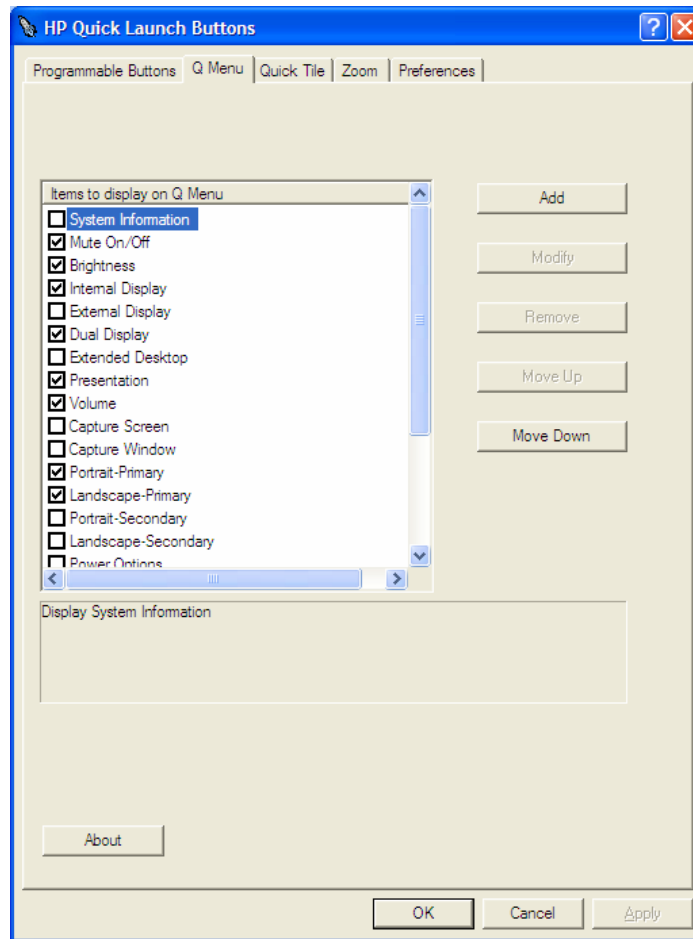 HP Quick Launch Buttons
Programmable Buttons Q Menu Quick Tile Zoom Preferences
Items to display on Q Menu
System Information
Mute On/Off
Brightness
Internal Display
External Display
Dual Display
Extended Desktop
Presentation
Volume
Capture Screen
Capture Window
Portrait-Primary
Landscape-Primary
Portrait-Secondary
Landscape-Secondary
Power Options
Add
Modify
Remove
Move Up
Move Down
Display System Information
About
OK Cancel Apply